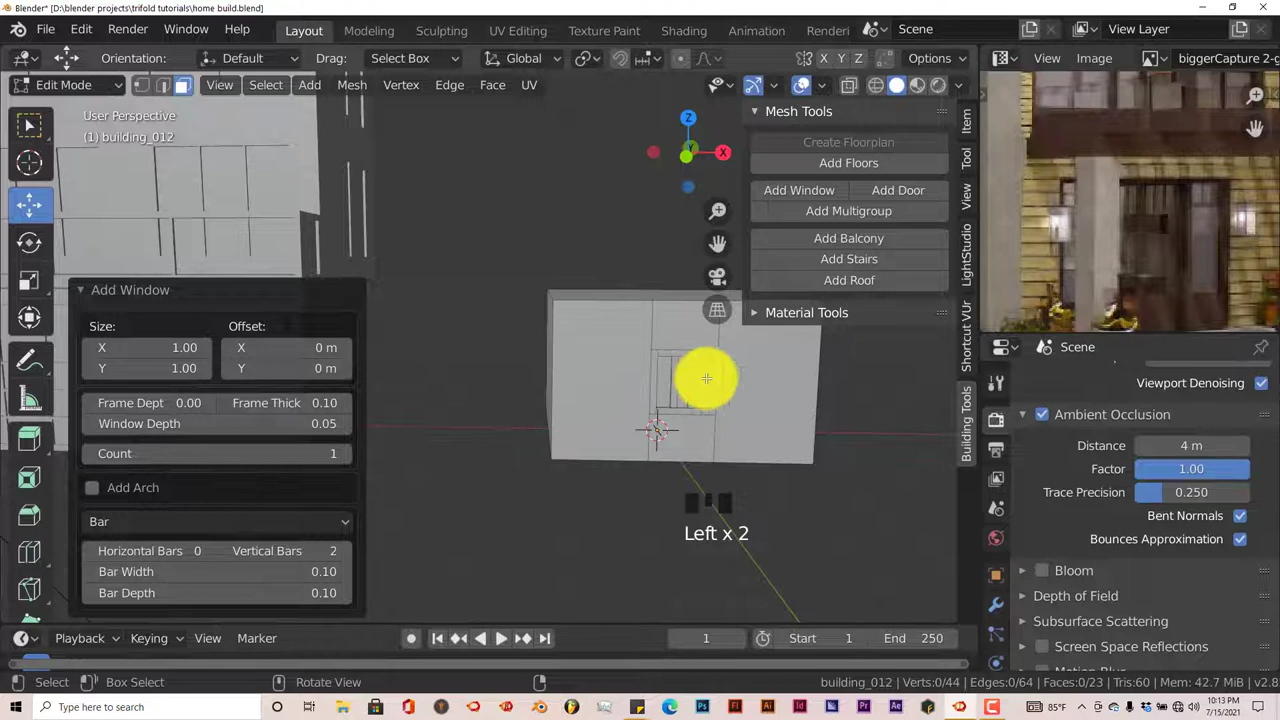 Blender* [D:\blender projects\trifold tutorials\home build.blend]
File Edit Render Window Help Layout Modeling Sculpting UV Editing Texture Paint Shading Animation Renderi Scene View Layer
Orientation: Default Drag: Select Box Global X Y Z Options View Image biggerCapture 2-g
Edit Mode View Select Add Mesh Vertex Edge Face UV
User Perspective
(1) building_012
Z
X
Y
Mesh Tools
Create Floorplan
Add Floors
Add Window Add Door
Add Multigroup
Add Balcony
Add Stairs
Add Roof
Material Tools
Item
Tool
View
LightStudio
Shortcut VUr
Building Tools
Add Window
Size: Offset:
X 1.00 X 0 m
Y 1.00 Y 0 m
Frame Dept 0.00 Frame Thick 0.10
Window Depth 0.05
Count 1
Add Arch
Bar
Horizontal Bars 0 Vertical Bars 2
Bar Width 0.10
Bar Depth 0.10
Left x 2
Scene
Viewport Denoising
Ambient Occlusion
Distance 4 m
Factor 1.00
Trace Precision 0.250
Bent Normals
Bounces Approximation
Bloom
Depth of Field
Subsurface Scattering
Screen Space Reflections
Motion Blur
Playback Keying View Marker 1 Start 1 End 250
Select Box Select Rotate View building_012 | Verts:0/44 | Edges:0/64 | Faces:0/23 | Tris:60 | Mem: 42.7 MiB | v2.8
Type here to search 85°F 10:13 PM
7/15/2021